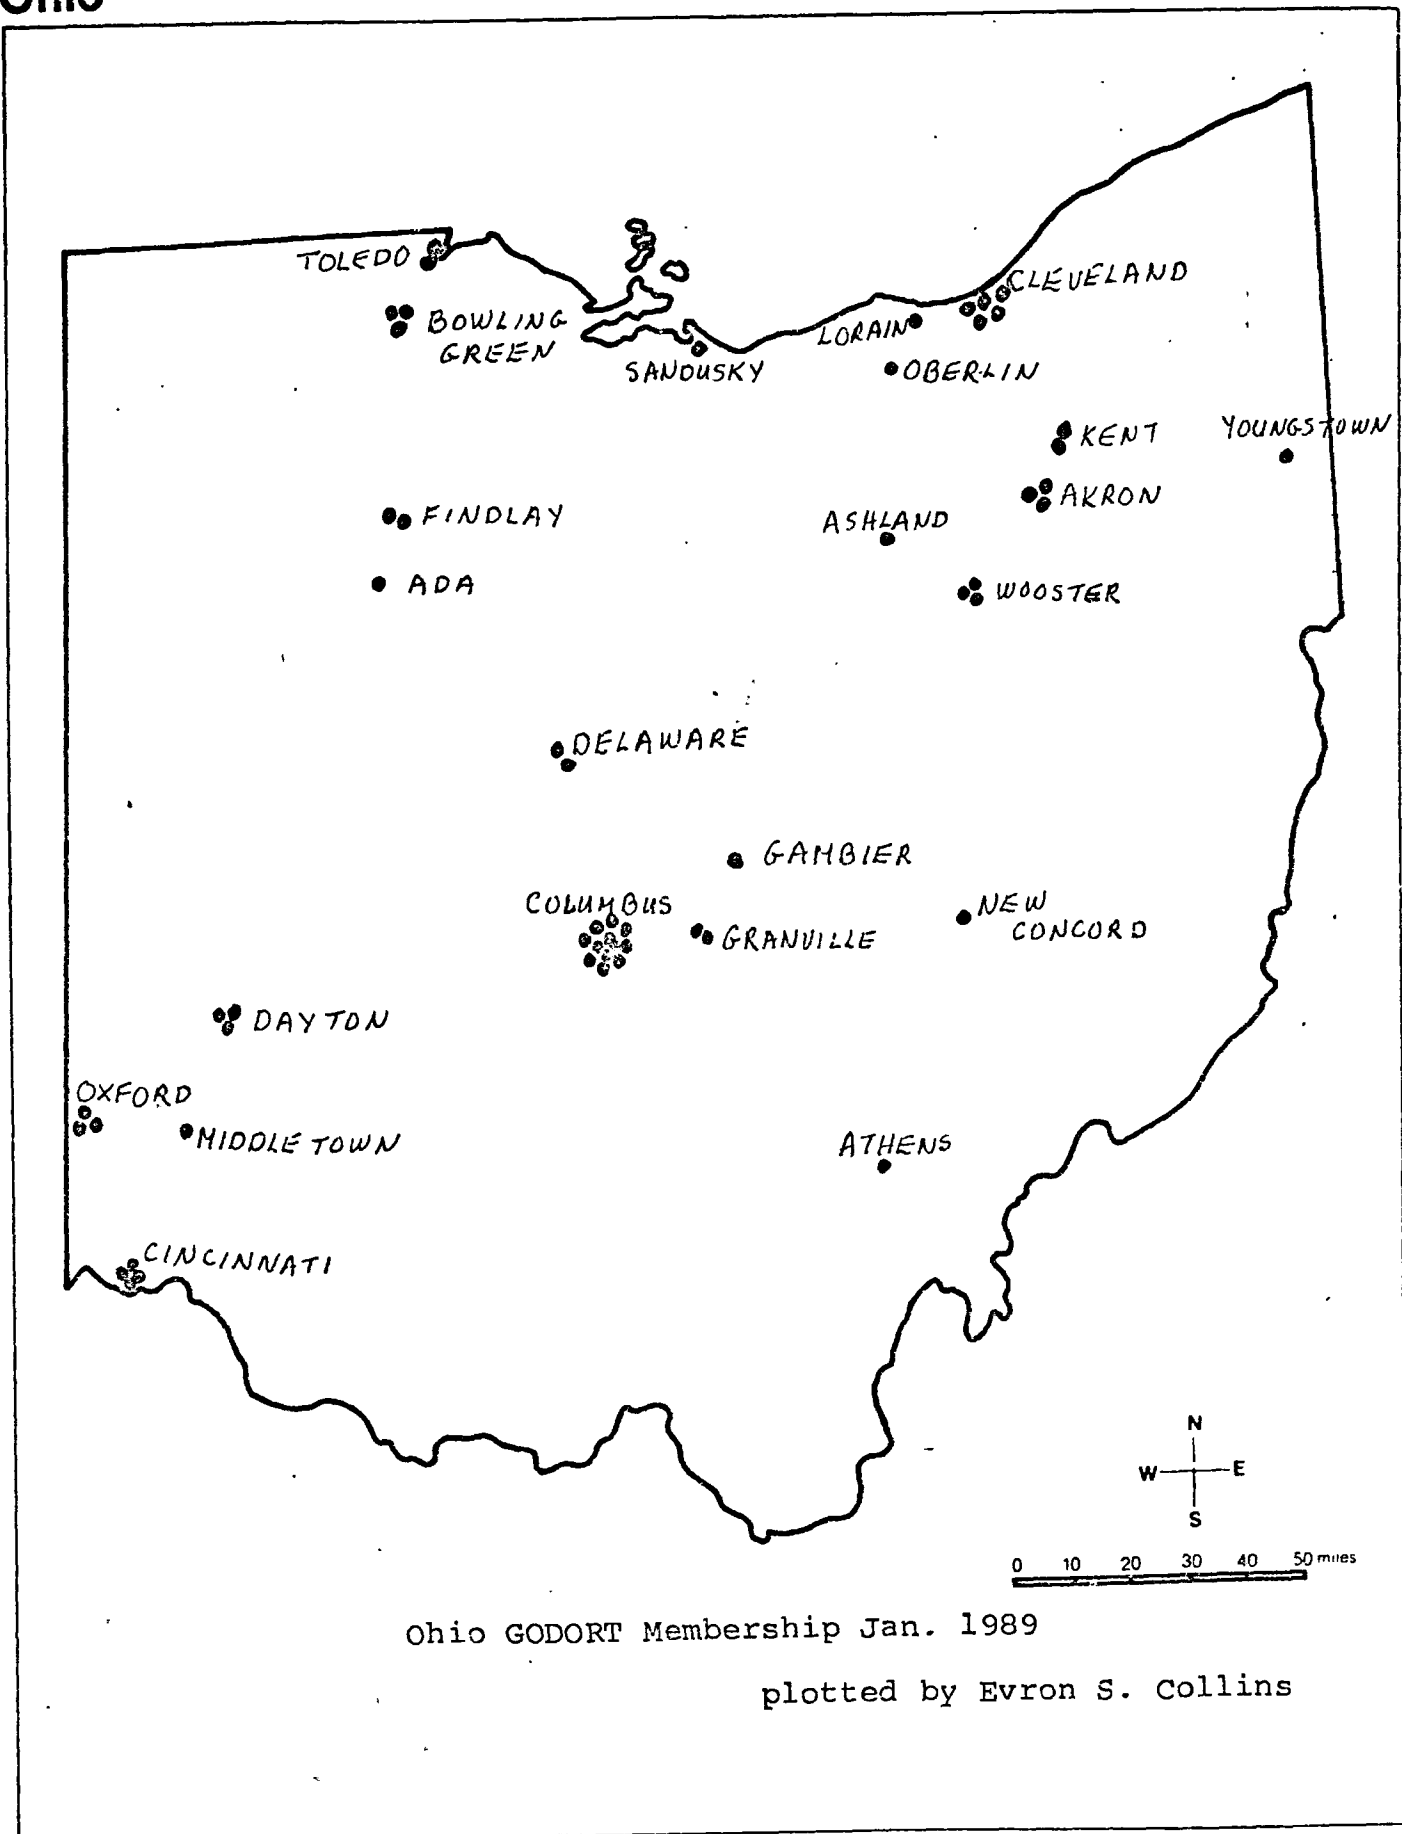 Ohio
TOLEDO
BOWLING
GREEN
SANDUSKY
LORAIN
CLEVELAND
OBERLIN
KENT
YOUNGSTOWN
AKRON
FINDLAY
ASHLAND
ADA
WOOSTER
DELAWARE
GAMBIER
COLUMBUS
NEW
CONCORD
GRANVILLE
DAYTON
OXFORD
MIDDLETOWN
ATHENS
CINCINNATI
N
W E
S
0 10 20 30 40 50 miles
Ohio GODORT Membership Jan. 1989
plotted by Evron S. Collins